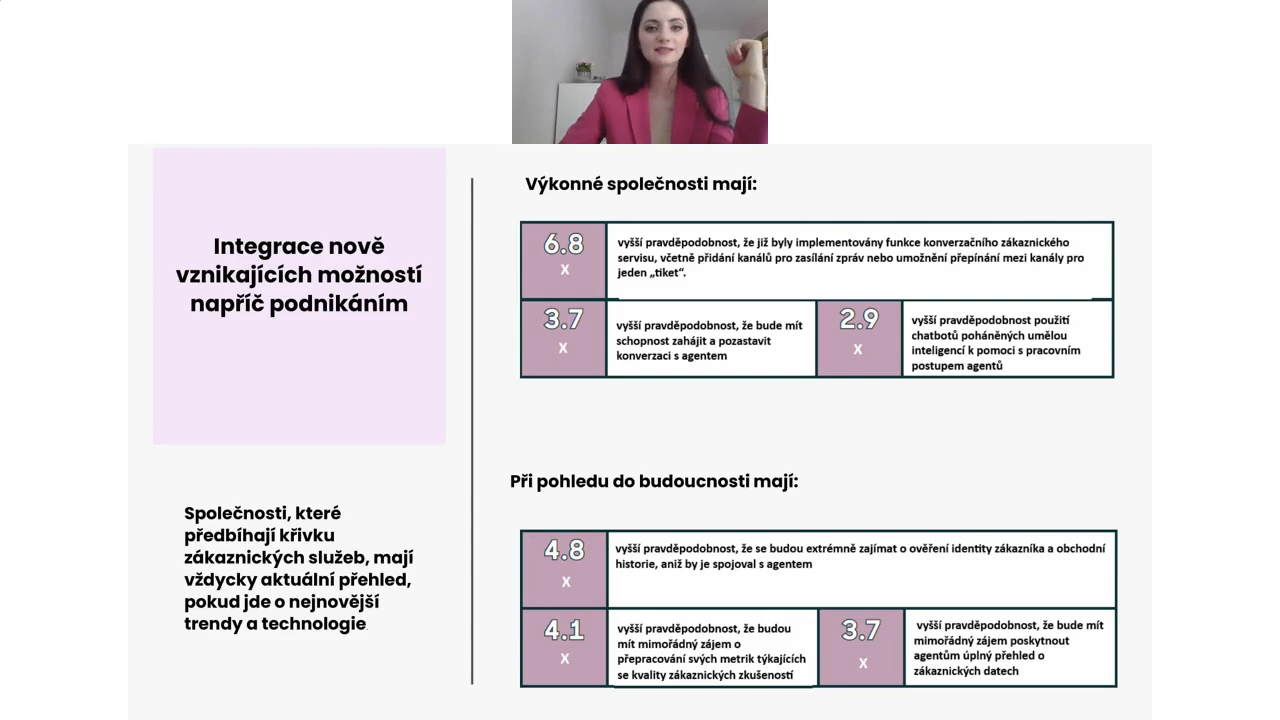 Integrace nově
vznikajících možností
napříč podnikáním
Společnosti, které
předbíhají křivku
zákaznických služeb, mají
vždycky aktuální přehled,
pokud jde o nejnovější
trendy a technologie.
Výkonné společnosti mají:
6.8
X
vyšší pravděpodobnost, že již byly implementovány funkce konverzačního zákaznického
servisu, včetně přidání kanálů pro zasílání zpráv nebo umožnění přepínání mezi kanály pro
jeden „tiket“.
3.7
X
vyšší pravděpodobnost, že bude mít
schopnost zahájit a pozastavit
konverzaci s agentem
2.9
X
vyšší pravděpodobnost použití
chatbotů poháněných umělou
inteligencí k pomoci s pracovním
postupem agentů
Při pohledu do budoucnosti mají:
4.8
X
vyšší pravděpodobnost, že se budou extrémně zajímat o ověření identity zákazníka a obchodní
historie, aniž by je spojoval s agentem
4.1
X
vyšší pravděpodobnost, že budou
mít mimořádný zájem o
přepracování svých metrik týkajících
se kvality zákaznických zkušeností
3.7
X
vyšší pravděpodobnost, že bude mít
mimořádný zájem poskytnout
agentům úplný přehled o
zákaznických datech